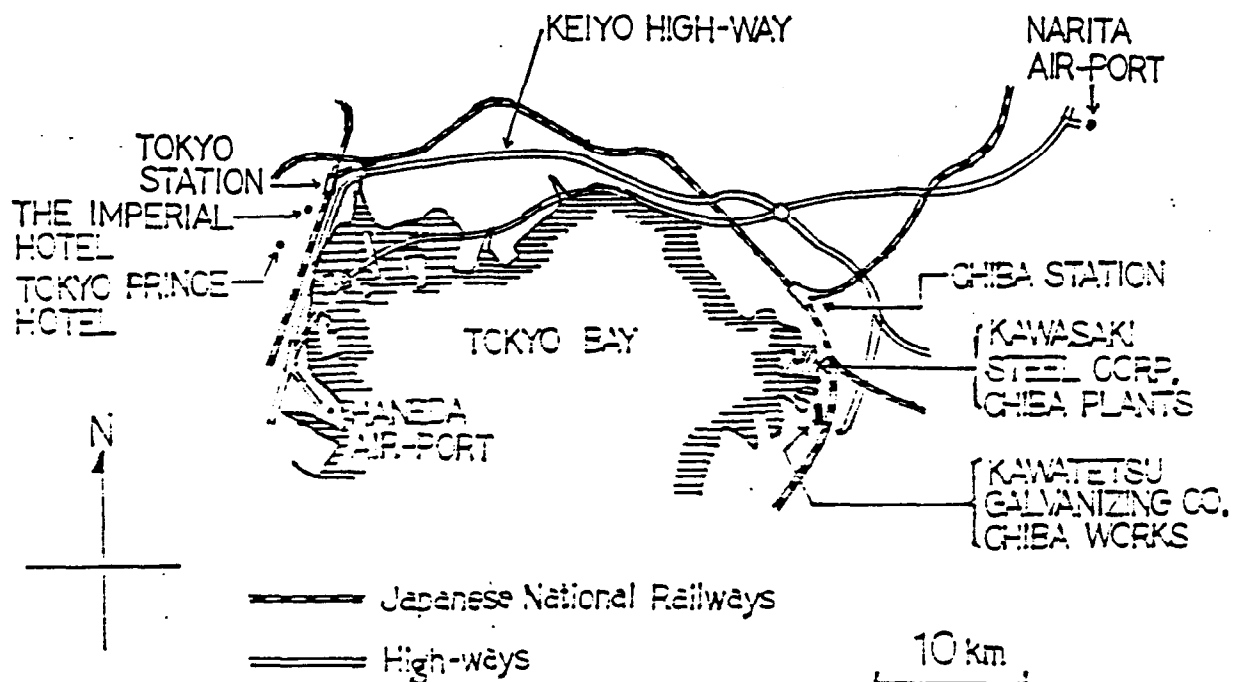 KEIYO HIGH-WAY
NARITA
AIR-PORT
TOKYO
STATION
THE IMPERIAL
HOTEL
TOKYO PRINCE
HOTEL
CHIBA STATION
TOKYO BAY
KAWASAKI
STEEL CORP.
CHIBA PLANTS
HANEDA
AIR-PORT
N
KAWATETSU
GALVANIZING CO.
CHIBA WORKS
Japanese National Railways
High-ways
10 km